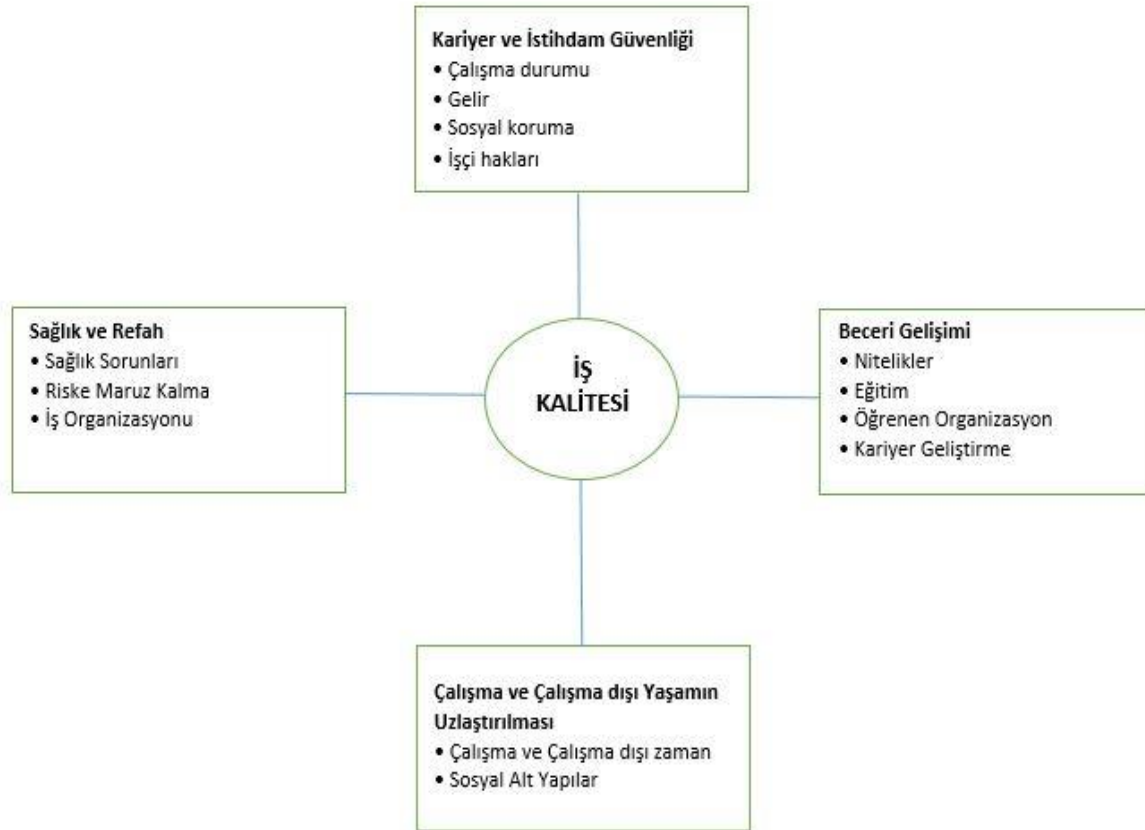 Kariyer ve İstihdam Güvenliği
• Çalışma durumu
• Gelir
• Sosyal koruma
• İşçi hakları
Sağlık ve Refah
• Sağlık Sorunları
• Riske Maruz Kalma
• İş Organizasyonu
İŞ
KALİTESİ
Beceri Gelişimi
• Nitelikler
• Eğitim
• Öğrenen Organizasyon
• Kariyer Geliştirme
Çalışma ve Çalışma dışı Yaşamın
Uzlaştırılması
• Çalışma ve Çalışma dışı zaman
• Sosyal Alt Yapılar